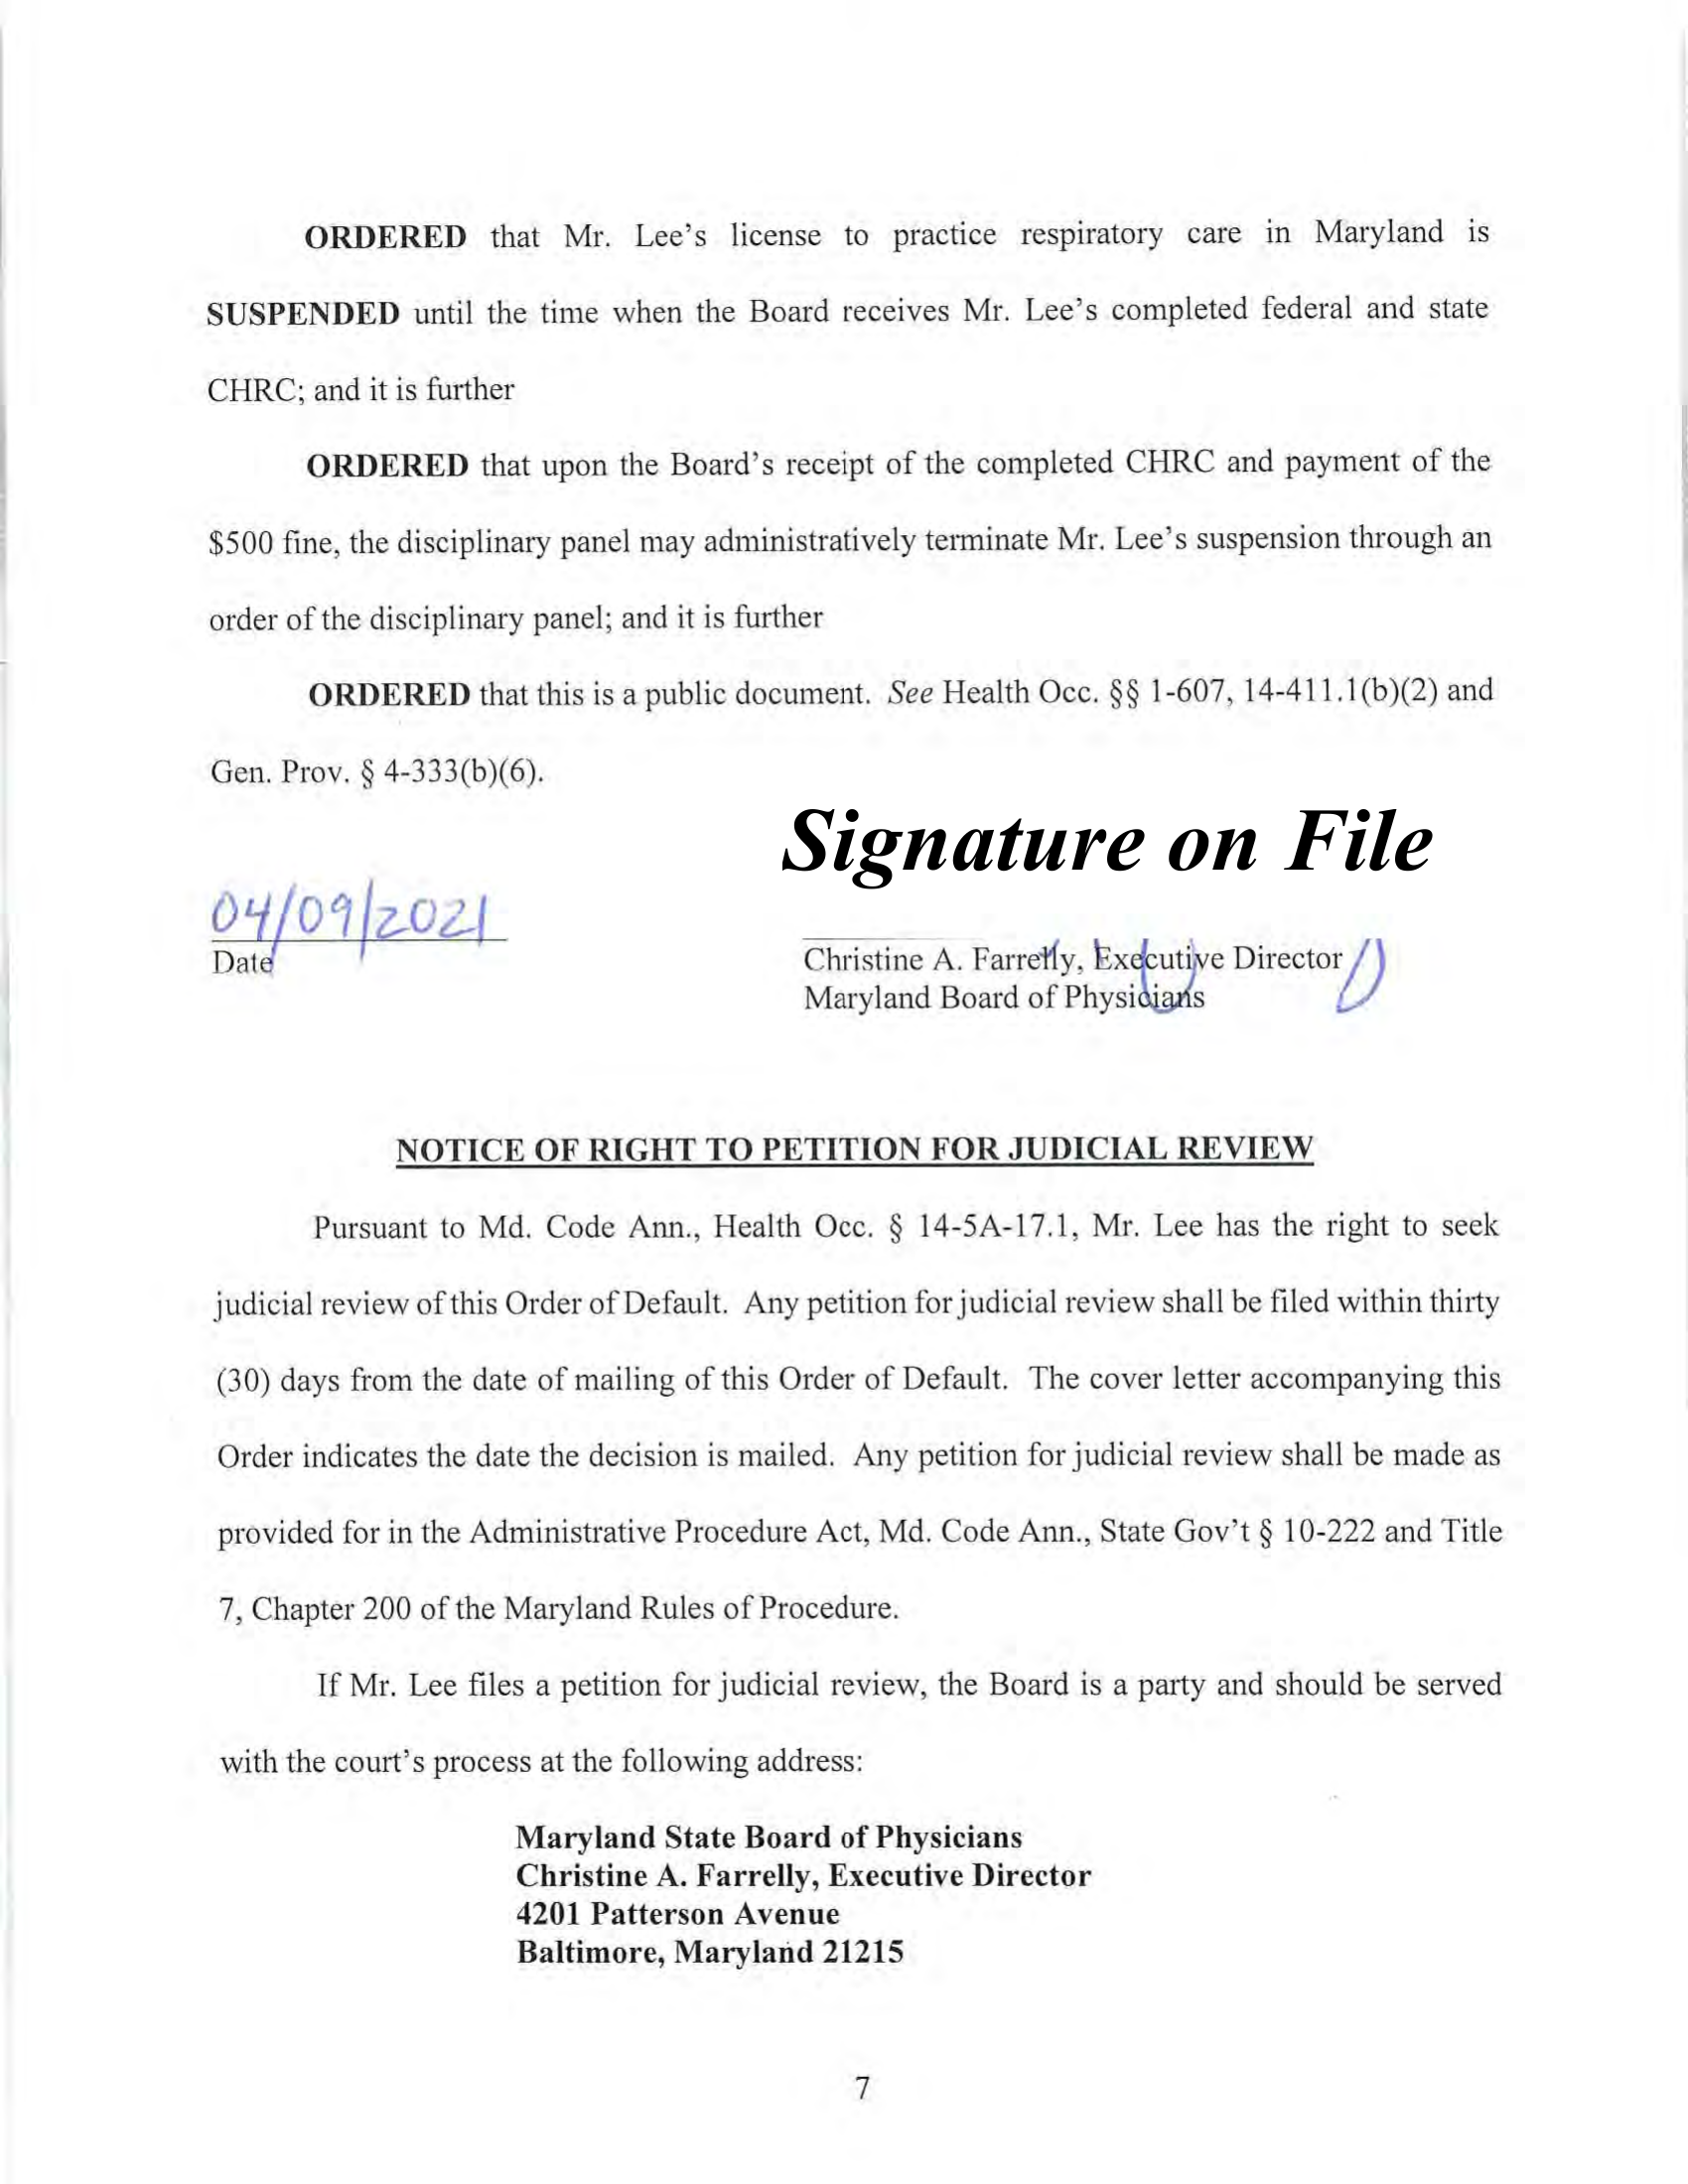 ORDERED that Mr. Lee's license to practice respiratory care in Maryland is
SUSPENDED until the time when the Board receives Mr. Lee's completed federal and state
CHRC; and it is further
ORDERED that upon the Board's receipt of the completed CHRC and payment of the
$500 fine, the disciplinary panel may administratively terminate Mr. Lee's suspension through an
order of the disciplinary panel; and it is further
ORDERED that this is a public document. See Health Occ. §§ 1-607, 14-411.1(b)(2) and
Gen. Prov. § 4-333(b)(6).
Signature on File
04/09/2021
Date
Christine A. Farrelly, Executive Director
Maryland Board of Physicians
NOTICE OF RIGHT TO PETITION FOR JUDICIAL REVIEW
Pursuant to Md. Code Ann., Health Occ. § 14-5A-17.1, Mr. Lee has the right to seek
judicial review of this Order of Default. Any petition for judicial review shall be filed within thirty
(30) days from the date of mailing of this Order of Default. The cover letter accompanying this
Order indicates the date the decision is mailed. Any petition for judicial review shall be made as
provided for in the Administrative Procedure Act, Md. Code Ann., State Gov't § 10-222 and Title
7, Chapter 200 of the Maryland Rules of Procedure.
If Mr. Lee files a petition for judicial review, the Board is a party and should be served
with the court's process at the following address:
Maryland State Board of Physicians
Christine A. Farrelly, Executive Director
4201 Patterson Avenue
Baltimore, Maryland 21215
7